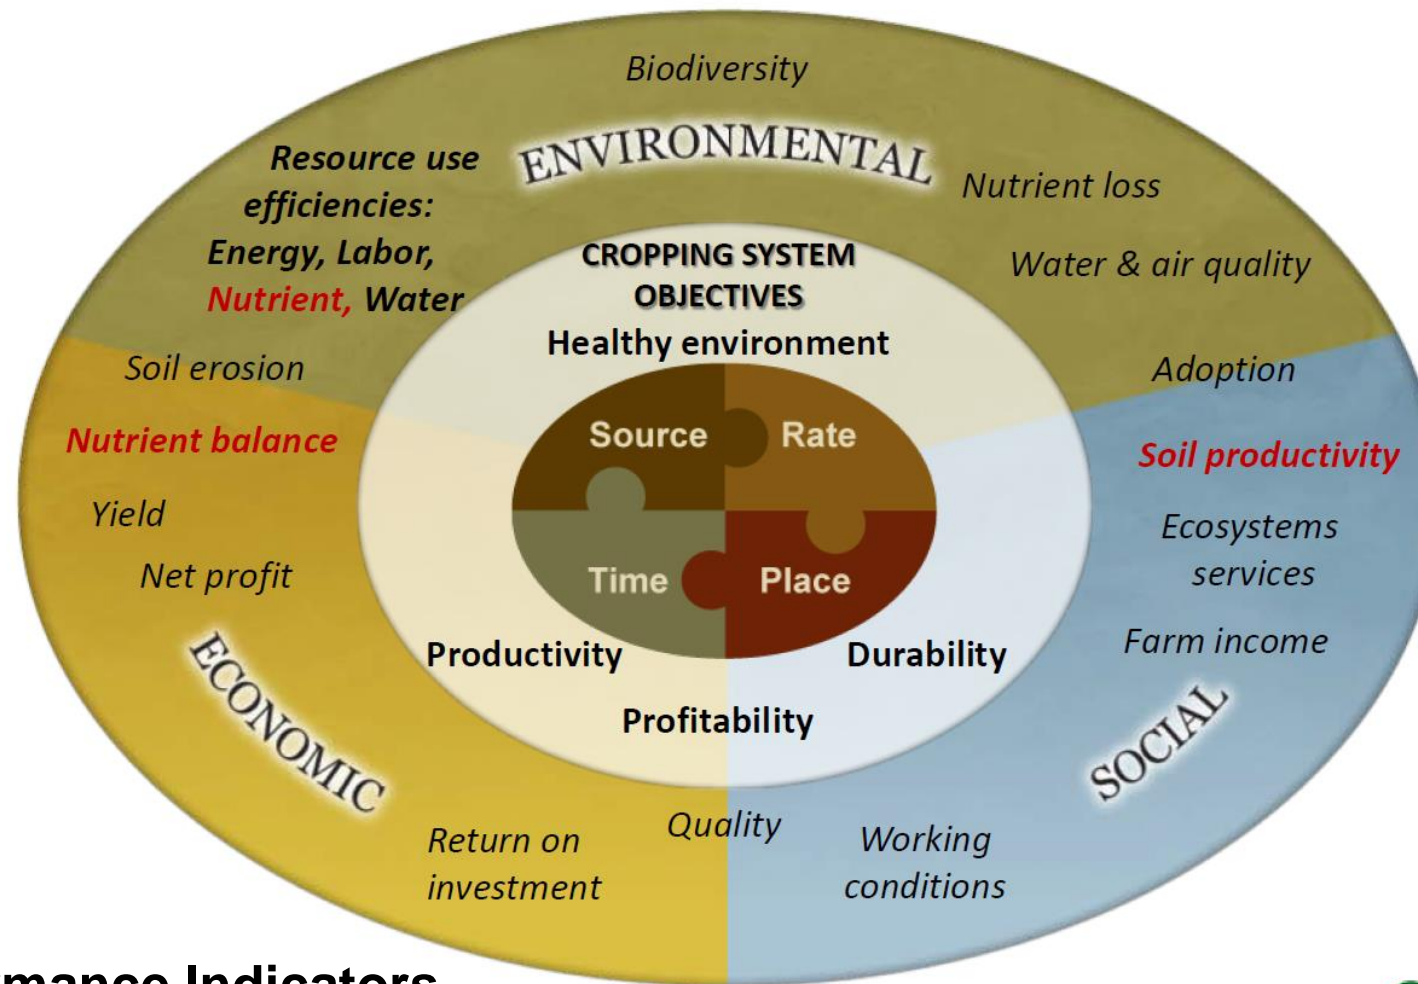 Biodiversity
ENVIRONMENTAL
Resource use
efficiencies:
Energy, Labor,
Nutrient, Water
Nutrient loss
Water & air quality
CROPPING SYSTEM
OBJECTIVES
Healthy environment
Soil erosion
Adoption
Nutrient balance
Soil productivity
Source
Rate
Yield
Ecosystems
services
Net profit
Time
Place
Farm income
Productivity
Durability
Profitability
ECONOMIC
SOCIAL
Quality
Return on
investment
Working
conditions
Indicators